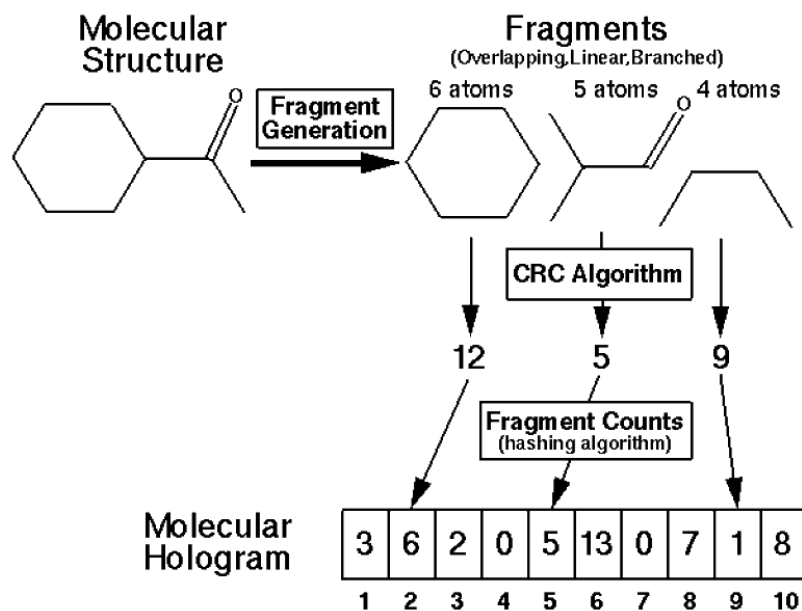 Molecular
Structure
Fragments
(Overlapping,Linear,Branched)
6 atoms
5 atoms
4 atoms
O
Fragment
Generation
O
CRC Algorithm
12
5
9
Fragment Counts
(hashing algorithm)
Molecular
Hologram
3 6 2 0 5 13 0 7 1 8
1 2 3 4 5 6 7 8 9 10